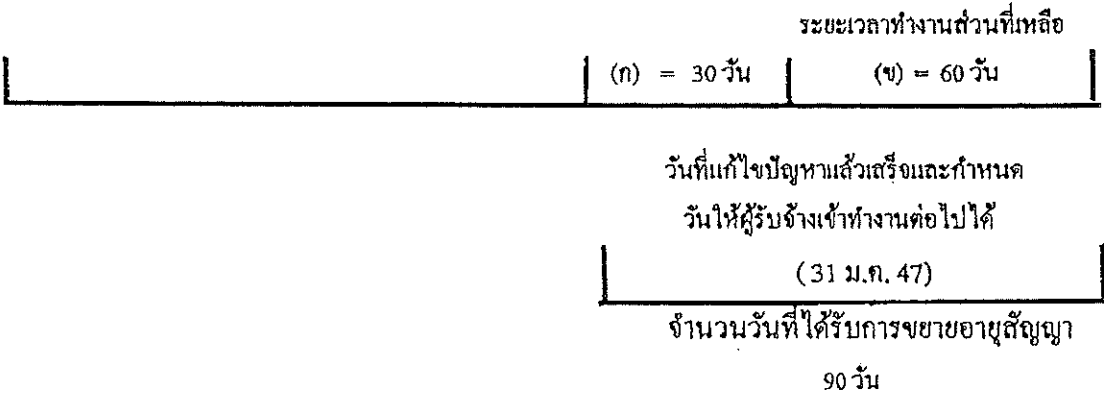 ระยะเวลาทำงานส่วนที่เหลือ
(ก) = 30 วัน (ข) = 60 วัน
วันที่แก้ไขปัญหาแล้วเสร็จและกำหนด
วันให้ผู้รับจ้างเข้าทำงานต่อไปได้
(31 ม.ค. 47)
จำนวนวันที่ได้รับการขยายอายุสัญญา
90 วัน